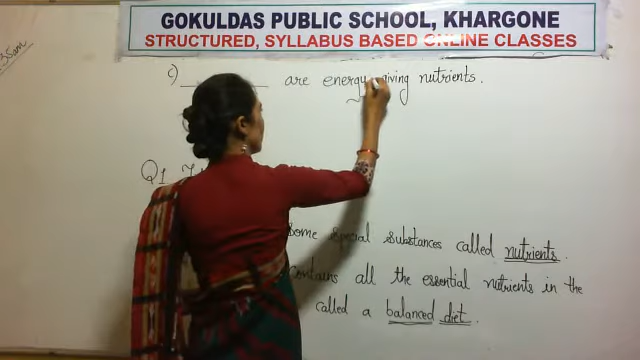 GOKULDAS PUBLIC SCHOOL, KHARGONE
STRUCTURED, SYLLABUS BASED ONLINE CLASSES
c) ________ are energy giving nutrients.
Q1
Some special substances called nutrients.
contains all the essential nutrients in the
called a balanced diet.